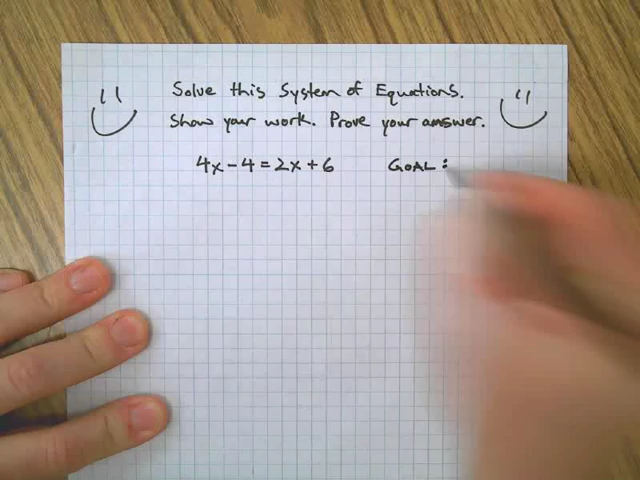 Solve this System of Equations.
Show your work. Prove your answer.
4x - 4 = 2x + 6 GOAL: